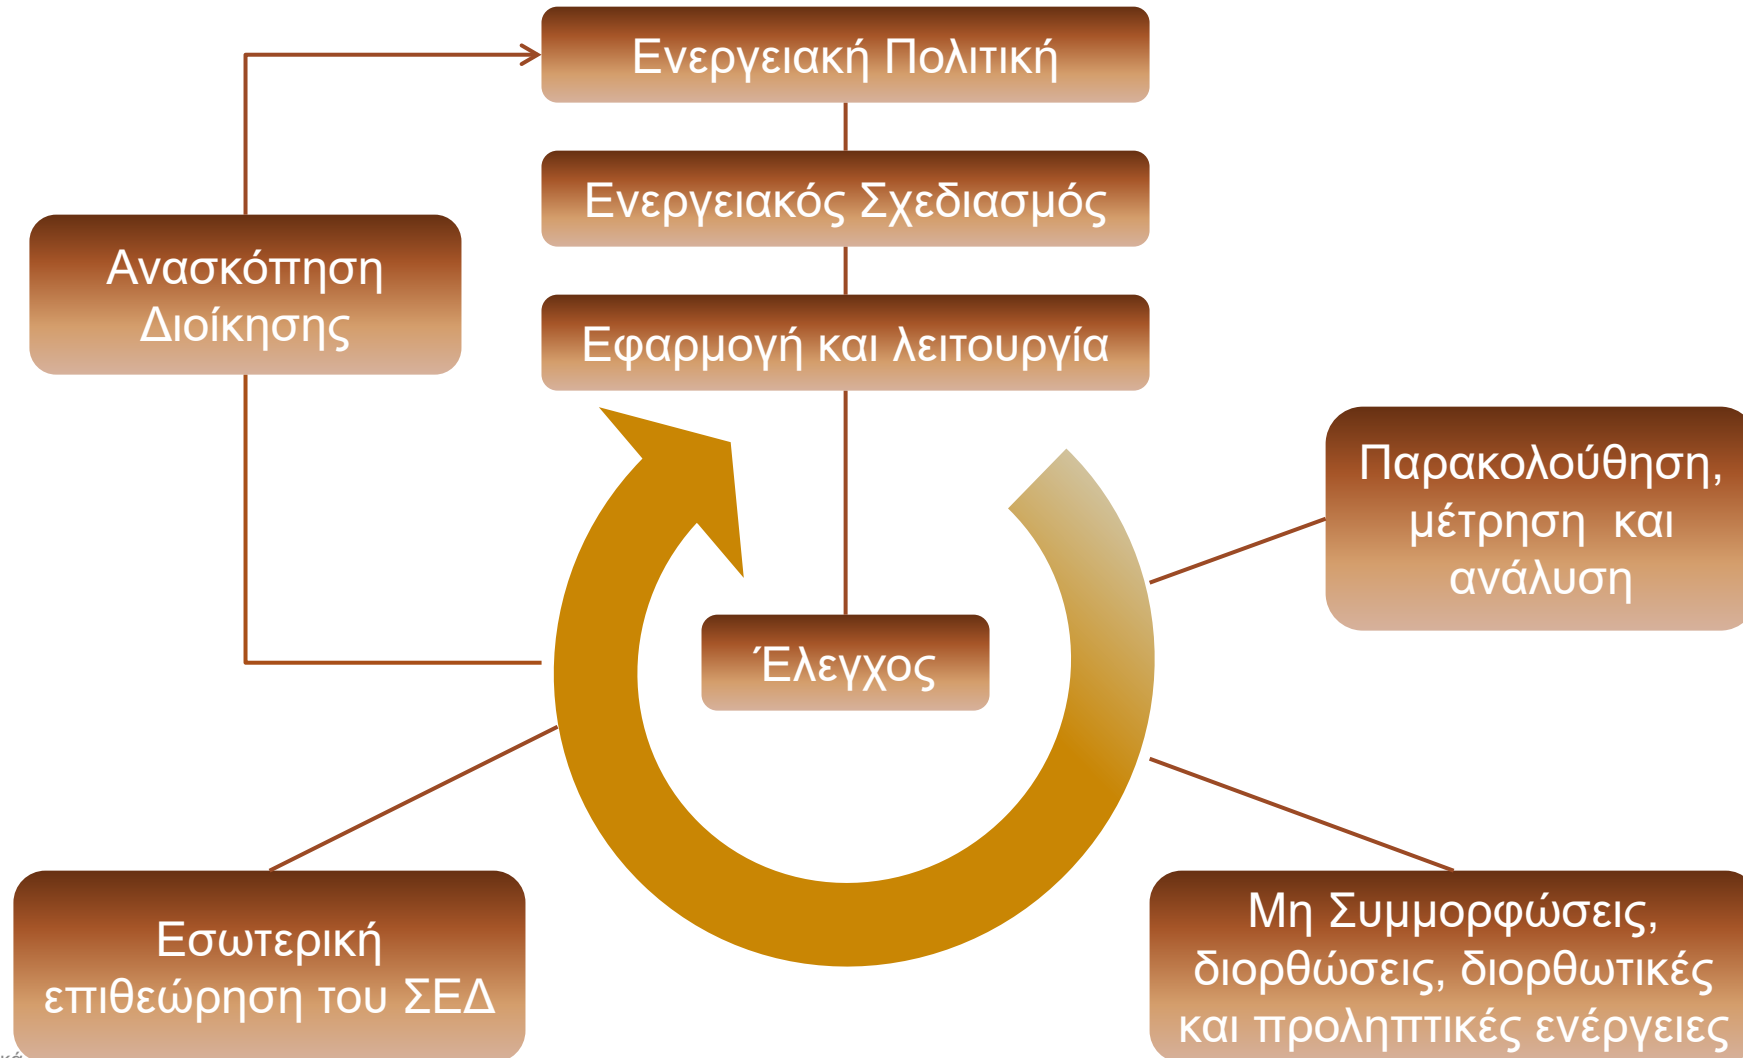 Ενεργειακή Πολιτική
Ενεργειακός Σχεδιασμός
Ανασκόπηση
Διοίκησης
Εφαρμογή και λειτουργία
Παρακολούθηση,
μέτρηση και
ανάλυση
Έλεγχος
Εσωτερική
επιθεώρηση του ΣΕΔ
Μη Συμμορφώσεις,
διορθώσεις, διορθωτικές
και προληπτικές ενέργειες